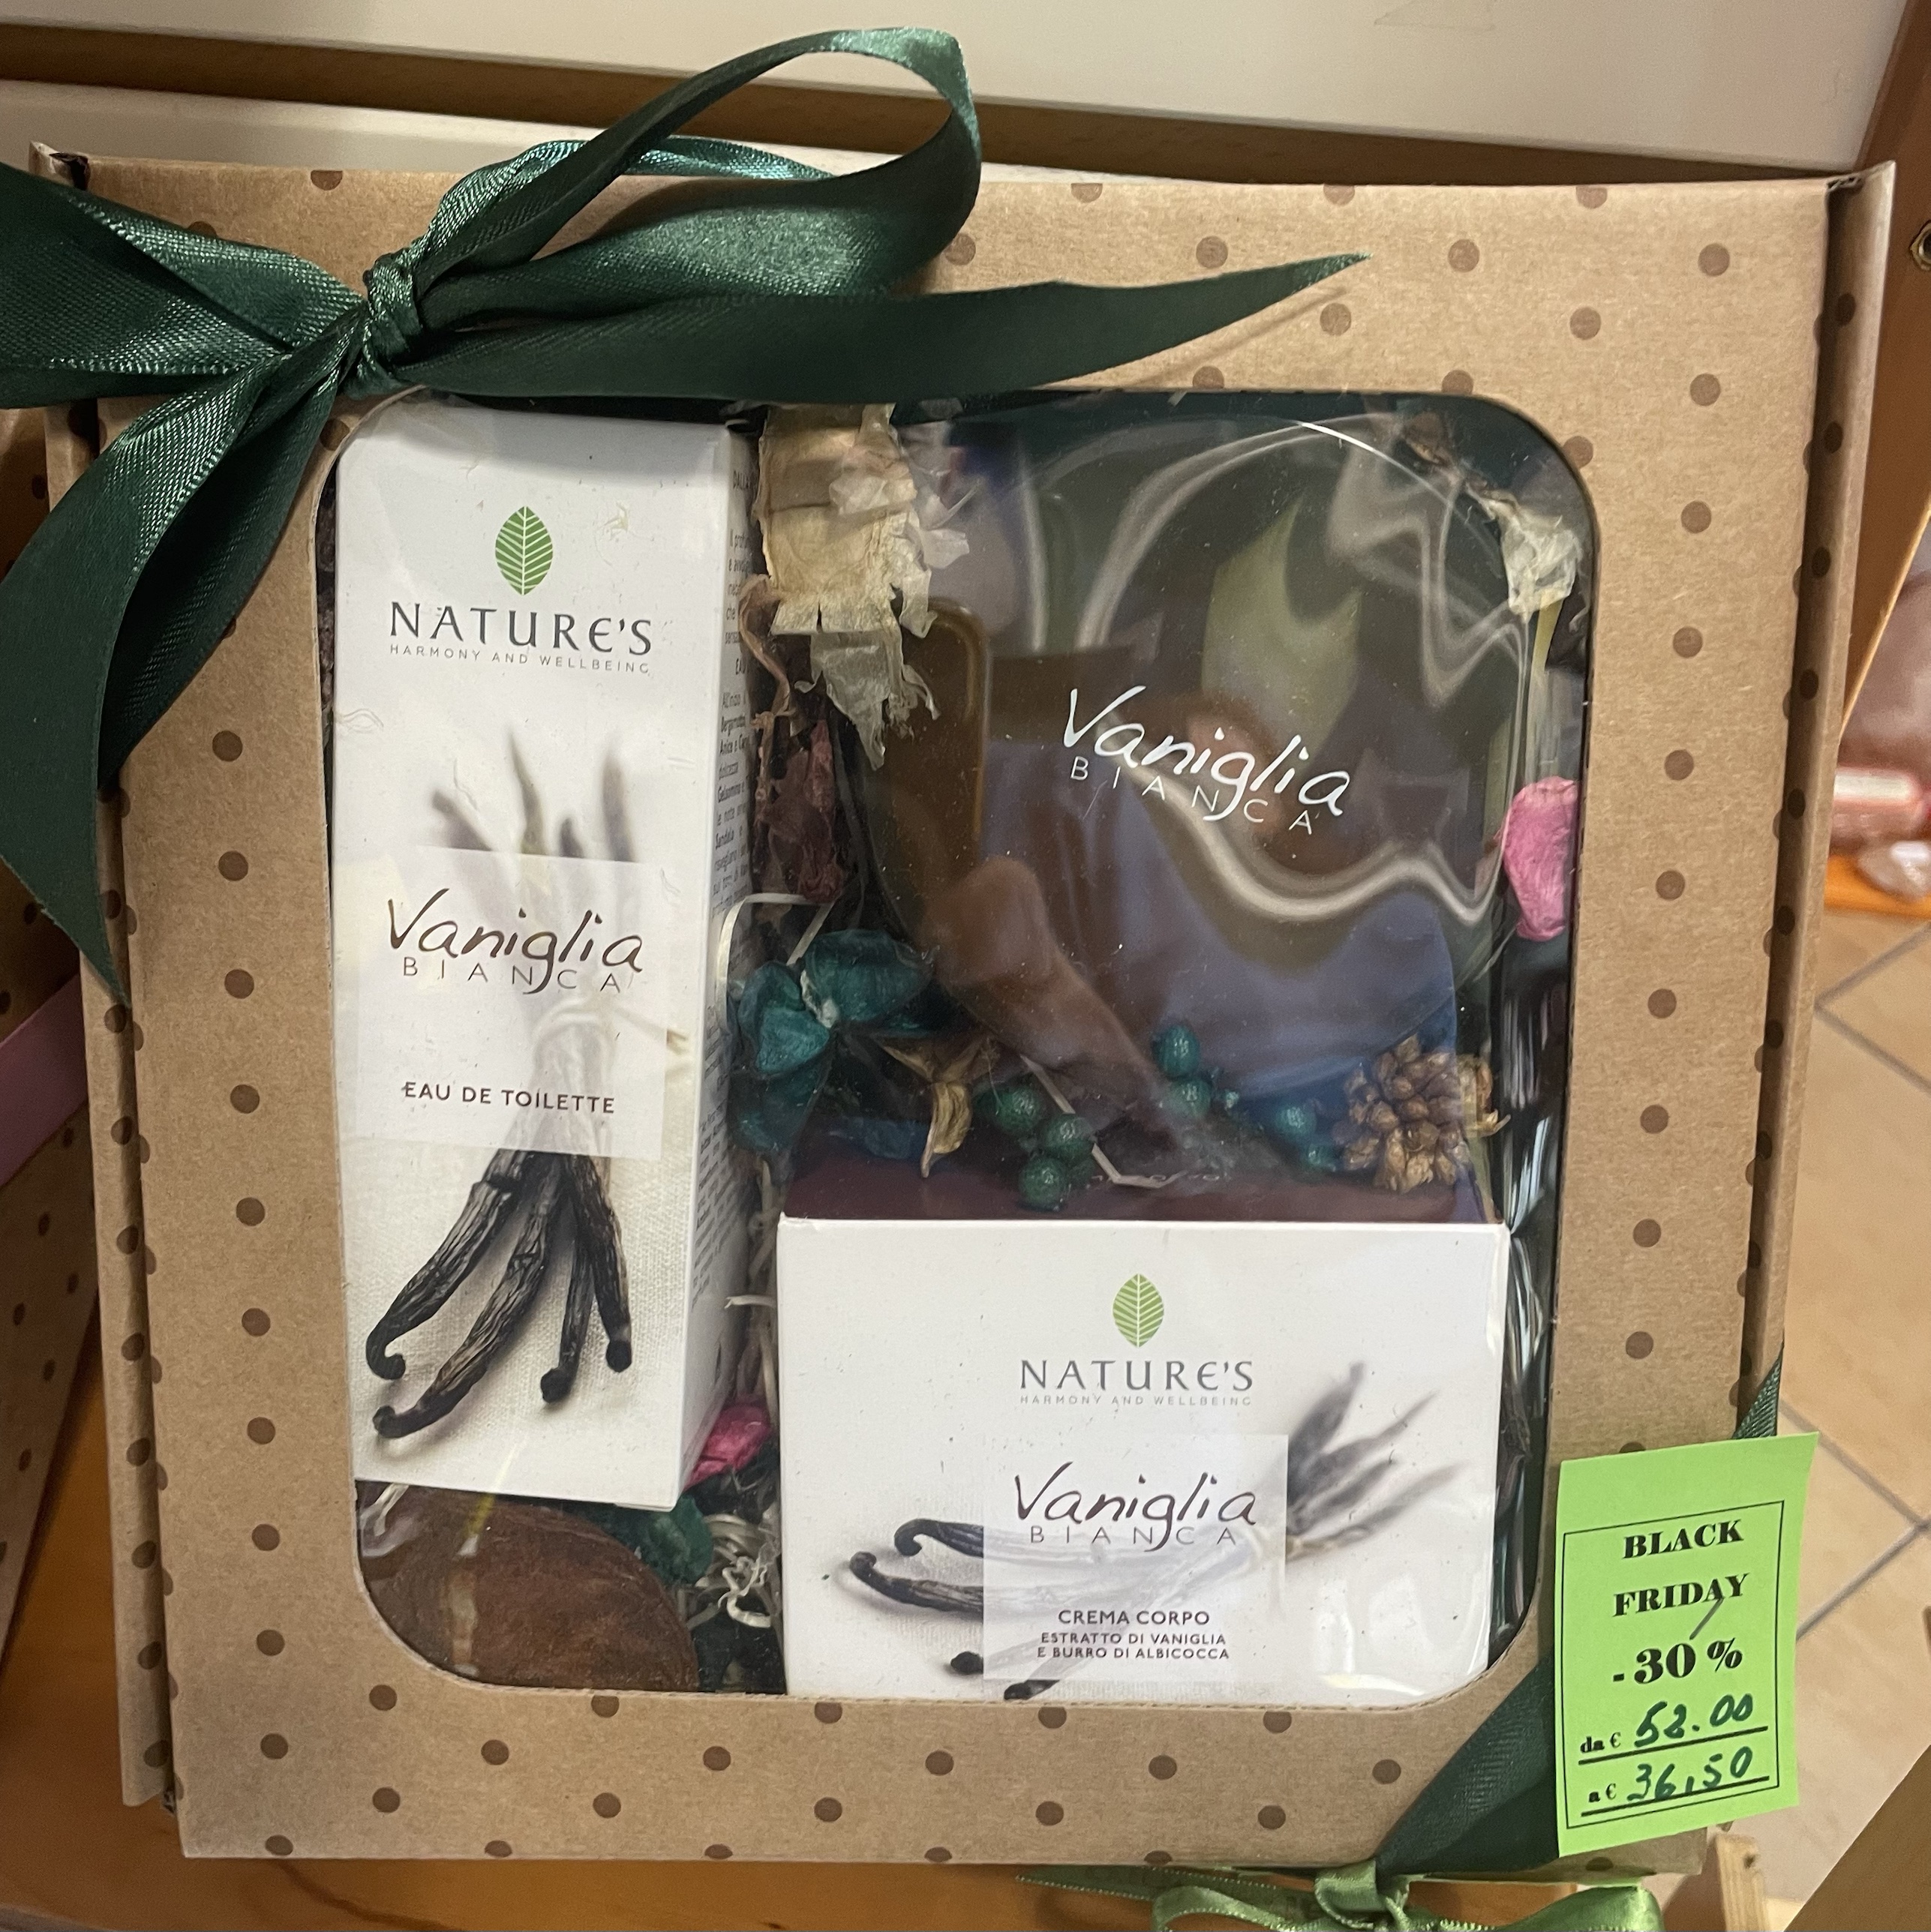 NATURE'S
HARMONY AND WELLBEING
Vaniglia
BIANCA
EAU DE TOILETTE
Vaniglia
BIANCA
NATURE'S
HARMONY AND WELLBEING
Vaniglia
BIANCA
CREMA CORPO
ESTRATTO DI VANIGLIA
E BURRO DI ALBICOCCA
BLACK
FRIDAY
-30%
da € 52.00
a € 36,50